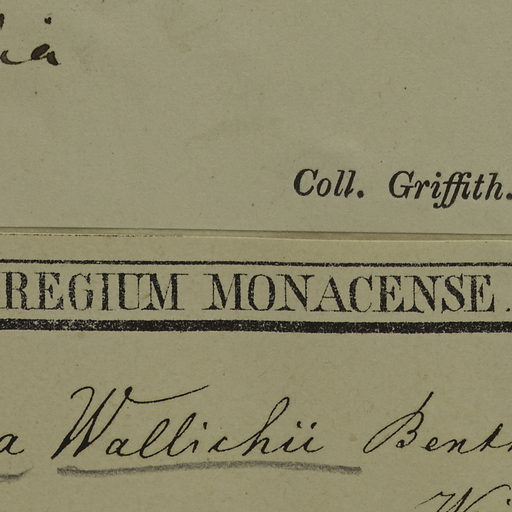 Coll. Griffith.
REGIUM MONACENSE.
a Wallichii Benth